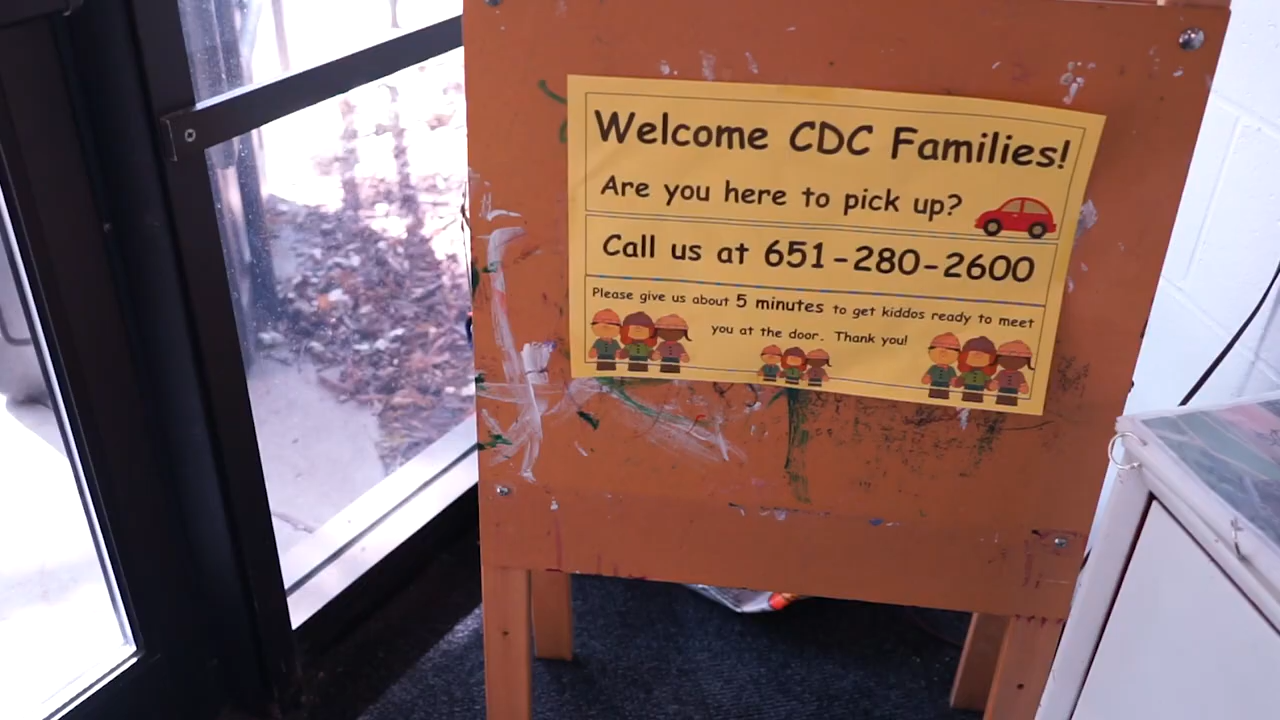 Welcome CDC Families!
Are you here to pick up?
Call us at 651-280-2600
Please give us about 5 minutes to get kiddos ready to meet
you at the door. Thank you!